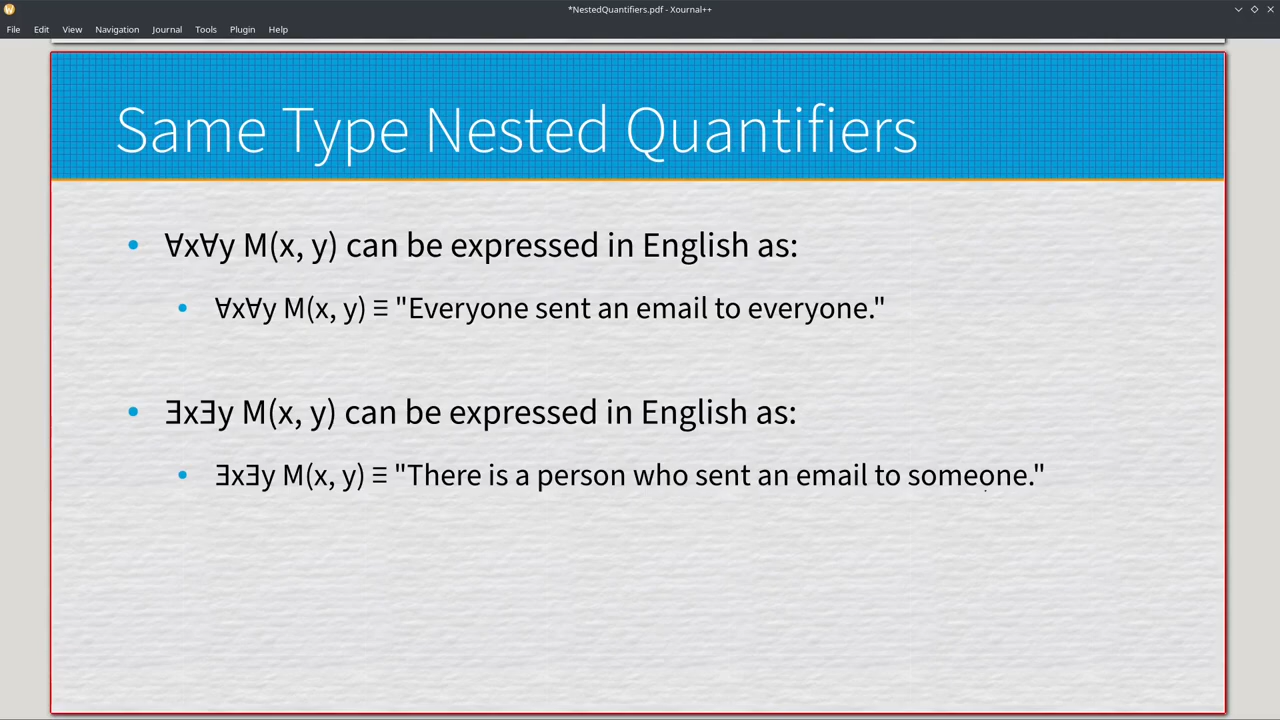 *NestedQuantifiers.pdf - Xournal++
File Edit View Navigation Journal Tools Plugin Help
Same Type Nested Quantifiers
• ∀x∀y M(x, y) can be expressed in English as:
• ∀x∀y M(x, y) ≡ "Everyone sent an email to everyone."
• ∃x∃y M(x, y) can be expressed in English as:
• ∃x∃y M(x, y) ≡ "There is a person who sent an email to someone."